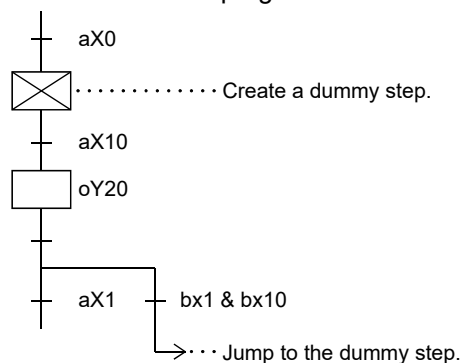 aX0
Create a dummy step.
aX10
oY20
aX1
bx1 & bx10
Jump to the dummy step.